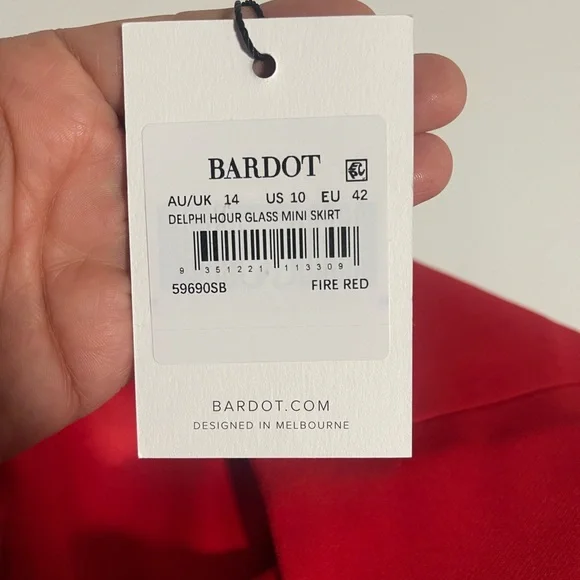 BARDOT
AU/UK 14 US 10 EU 42
DELPHI HOUR GLASS MINI SKIRT
9 351221 113309
59690SB FIRE RED
BARDOT.COM
DESIGNED IN MELBOURNE